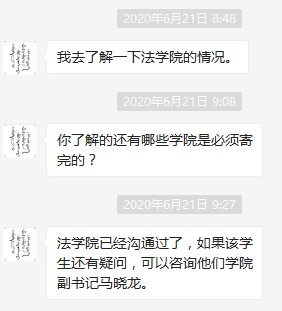 2020年6月21日 8:48
我去了解一下法学院的情况。
2020年6月21日 9:08
你了解的还有哪些学院是必须寄
完的？
2020年6月21日 9:27
法学院已经沟通过了，如果该学
生还有疑问，可以咨询他们学院
副书记马晓龙。